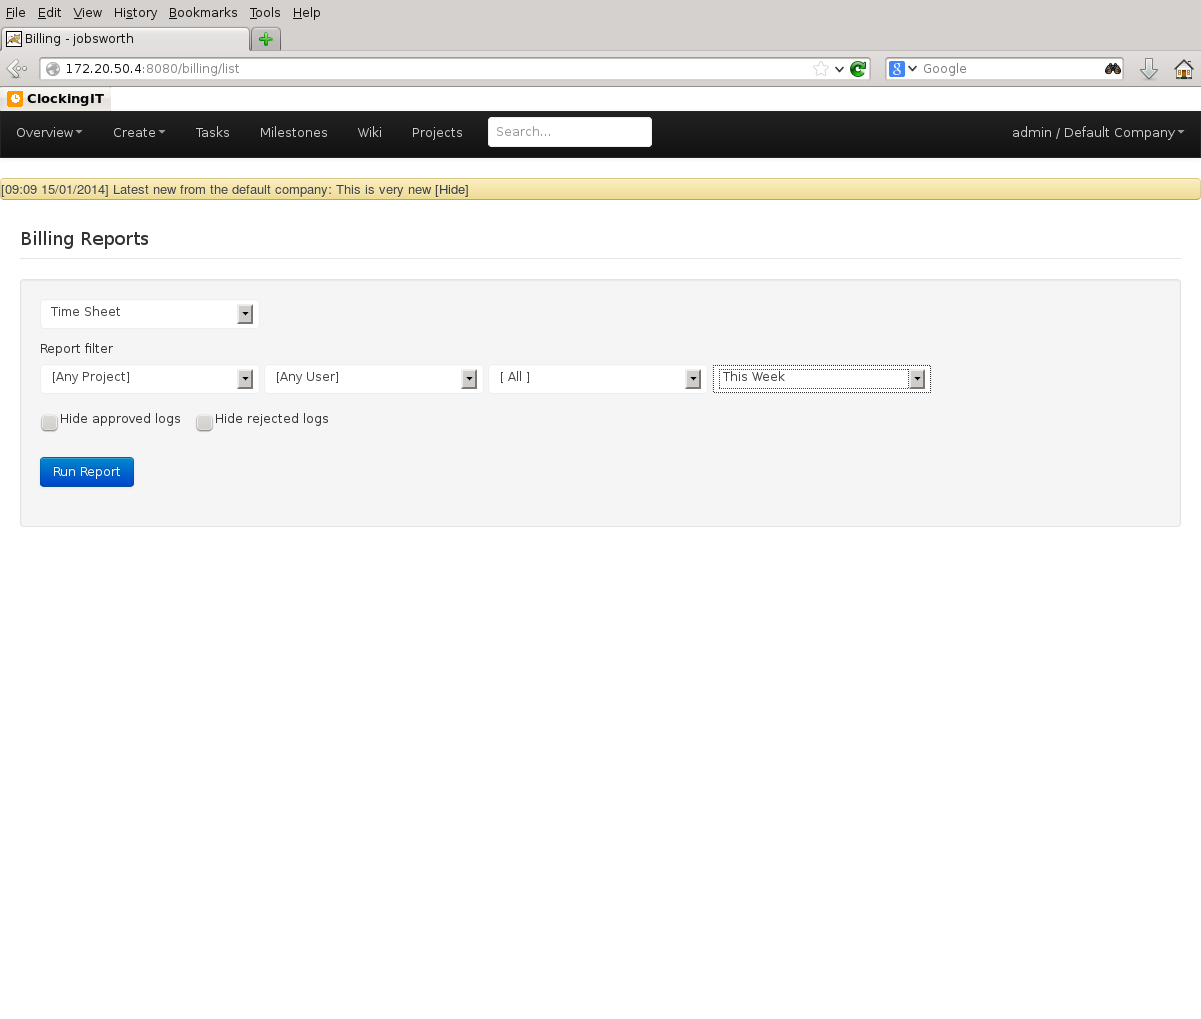 File Edit View History Bookmarks Tools Help
Billing - jobsworth
172.20.50.4:8080/billing/list
8 Google
ClockingIT
Overview Create Tasks Milestones Wiki Projects Search... admin / Default Company
[09:09 15/01/2014] Latest new from the default company: This is very new [Hide]
Billing Reports
Time Sheet
Report filter
[Any Project] [Any User] [ All ] This Week
Hide approved logs Hide rejected logs
Run Report